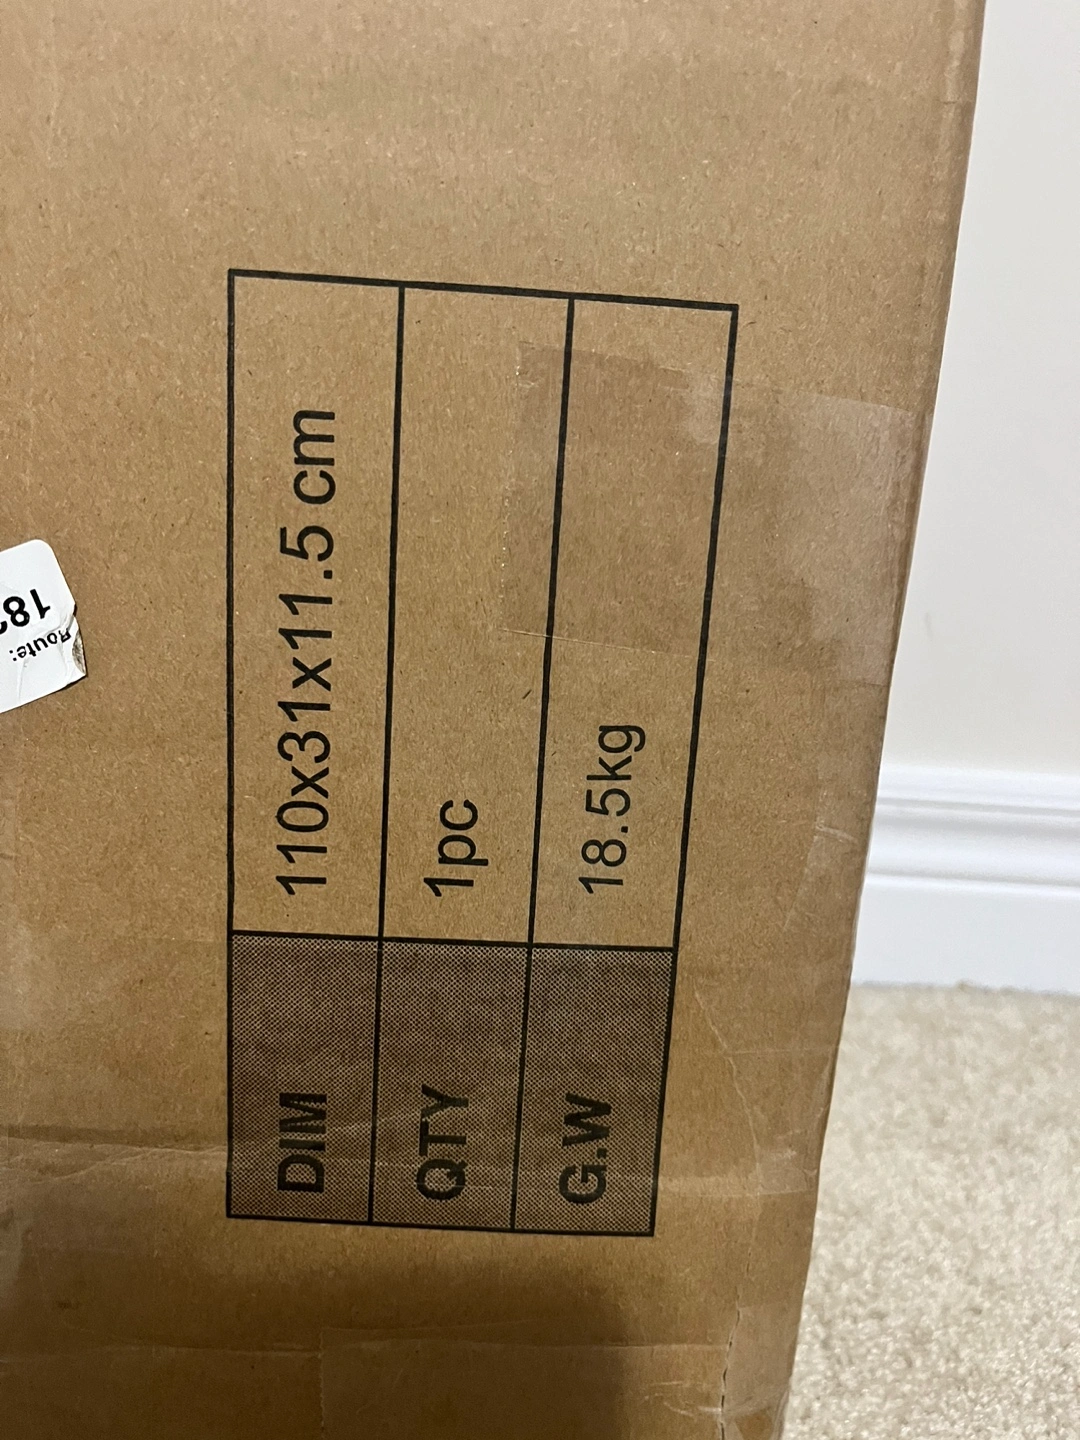 DIM 110x31x11.5 cm
QTY 1pc
G.W 18.5kg
Route: